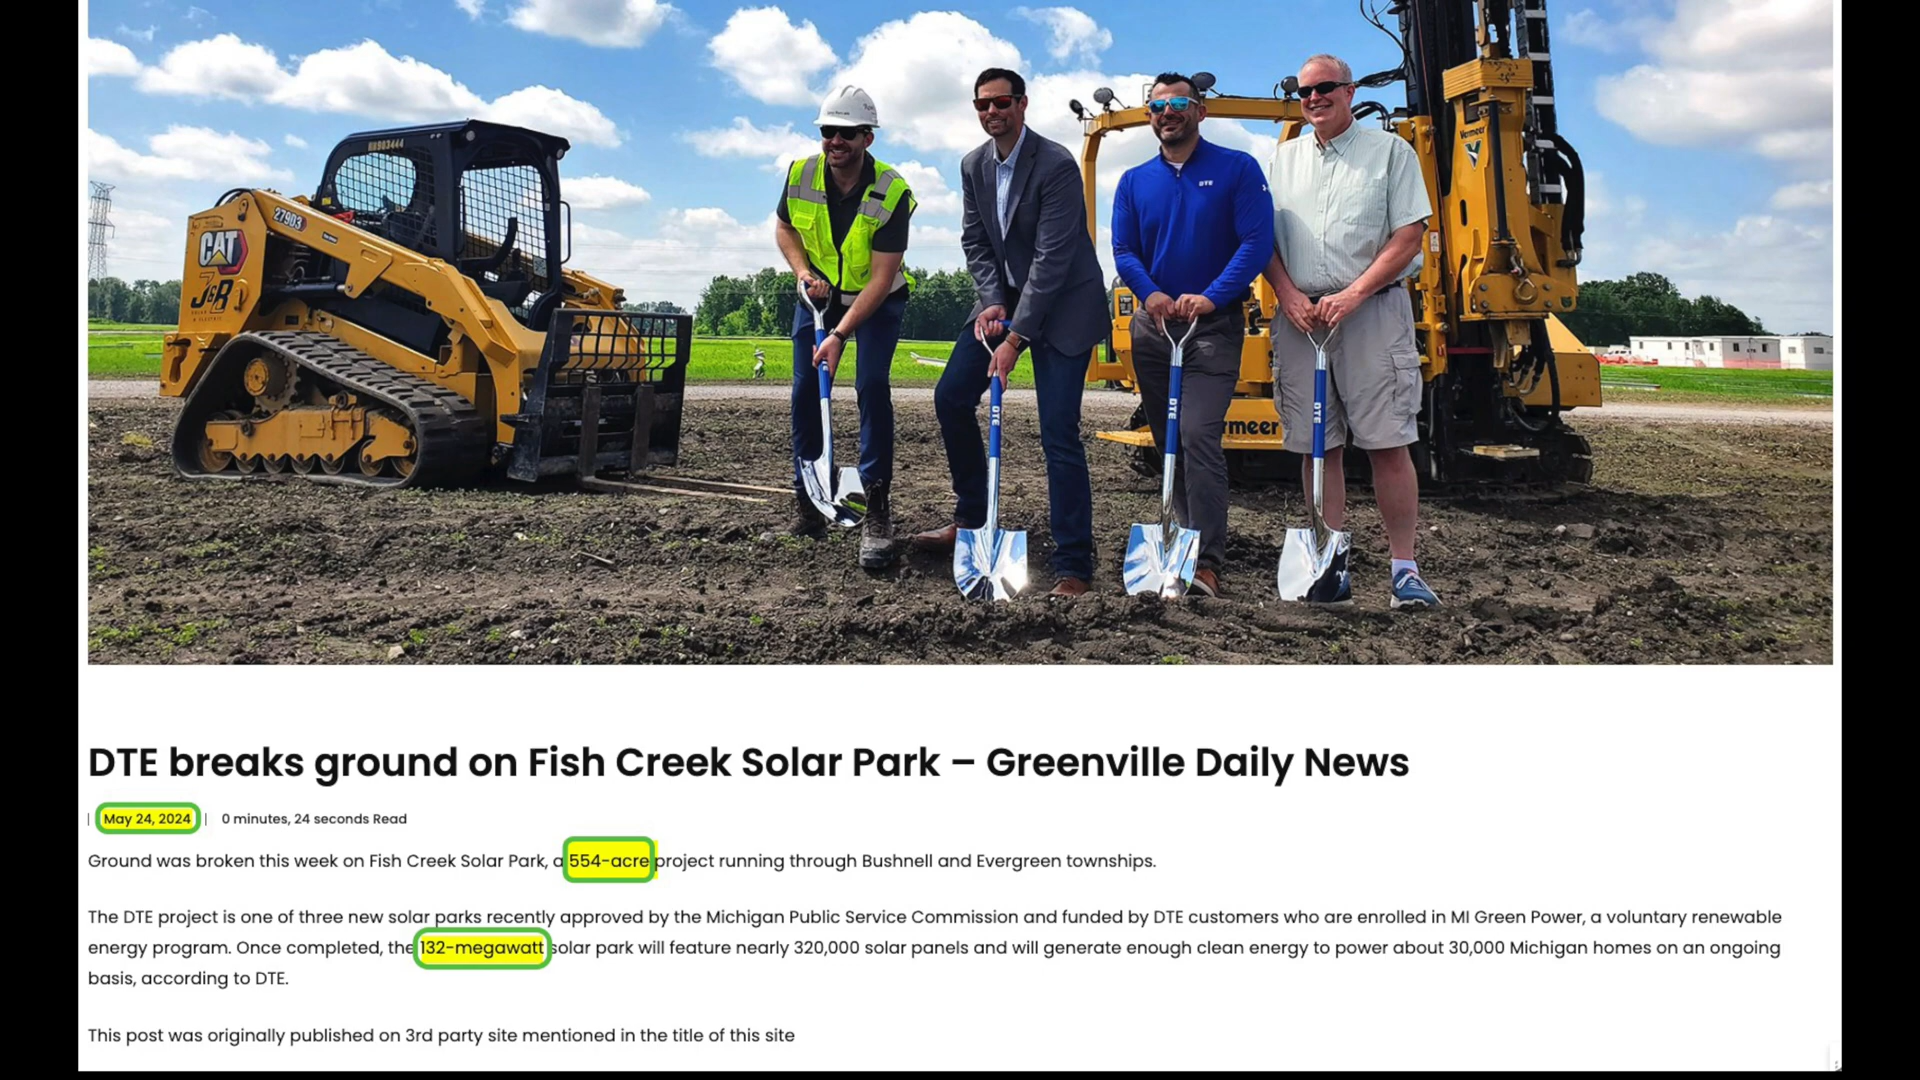 RN903444
27903
CAT
J&B
Vermeer
DTE
DTE
DTE
DTE
rmeer
DTE breaks ground on Fish Creek Solar Park – Greenville Daily News
| May 24, 2024 | 0 minutes, 24 seconds Read
Ground was broken this week on Fish Creek Solar Park, a 554-acre project running through Bushnell and Evergreen townships.
The DTE project is one of three new solar parks recently approved by the Michigan Public Service Commission and funded by DTE customers who are enrolled in MI Green Power, a voluntary renewable
energy program. Once completed, the 132-megawatt solar park will feature nearly 320,000 solar panels and will generate enough clean energy to power about 30,000 Michigan homes on an ongoing
basis, according to DTE.
This post was originally published on 3rd party site mentioned in the title of this site